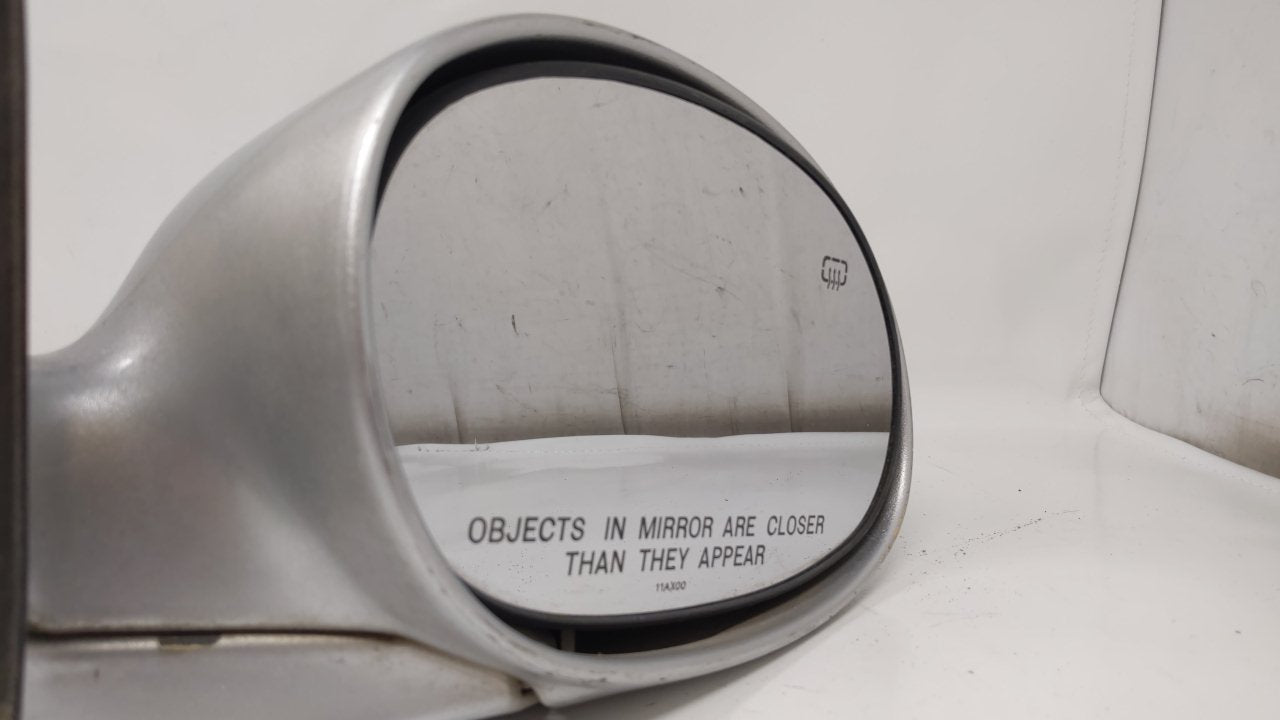 OBJECTS IN MIRROR ARE CLOSER
THAN THEY APPEAR
11AX00